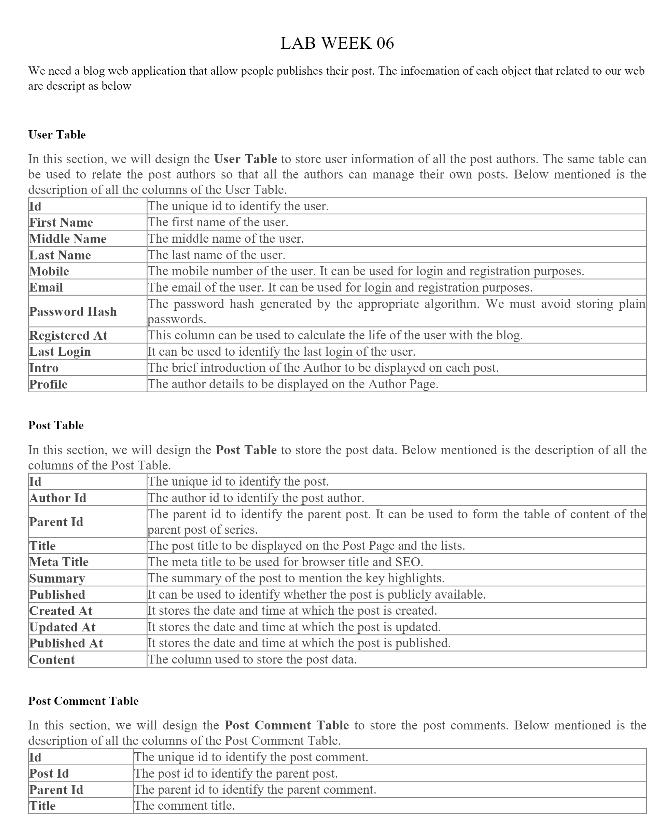 LAB WEEK 06
We need a blog web application that allow people publishes their post. The infoemation of each object that related to our web
are descript as below
User Table
In this section, we will design the User Table to store user information of all the post authors. The same table can
be used to relate the post authors so that all the authors can manage their own posts. Below mentioned is the
description of all the columns of the User Table.
Id The unique id to identify the user.
First Name The first name of the user.
Middle Name The middle name of the user.
Last Name The last name of the user.
Mobile The mobile number of the user. It can be used for login and registration purposes.
Email The email of the user. It can be used for login and registration purposes.
Password Hash The password hash generated by the appropriate algorithm. We must avoid storing plain
passwords.
Registered At This column can be used to calculate the life of the user with the blog.
Last Login It can be used to identify the last login of the user.
Intro The brief introduction of the Author to be displayed on each post.
Profile The author details to be displayed on the Author Page.
Post Table
In this section, we will design the Post Table to store the post data. Below mentioned is the description of all the
columns of the Post Table.
Id The unique id to identify the post.
Author Id The author id to identify the post author.
Parent Id The parent id to identify the parent post. It can be used to form the table of content of the
parent post of series.
Title The post title to be displayed on the Post Page and the lists.
Meta Title The meta title to be used for browser title and SEO.
Summary The summary of the post to mention the key highlights.
Published It can be used to identify whether the post is publicly available.
Created At It stores the date and time at which the post is created.
Updated At It stores the date and time at which the post is updated.
Published At It stores the date and time at which the post is published.
Content The column used to store the post data.
Post Comment Table
In this section, we will design the Post Comment Table to store the post comments. Below mentioned is the
description of all the columns of the Post Comment Table.
Id The unique id to identify the post comment.
Post Id The post id to identify the parent post.
Parent Id The parent id to identify the parent comment.
Title The comment title.